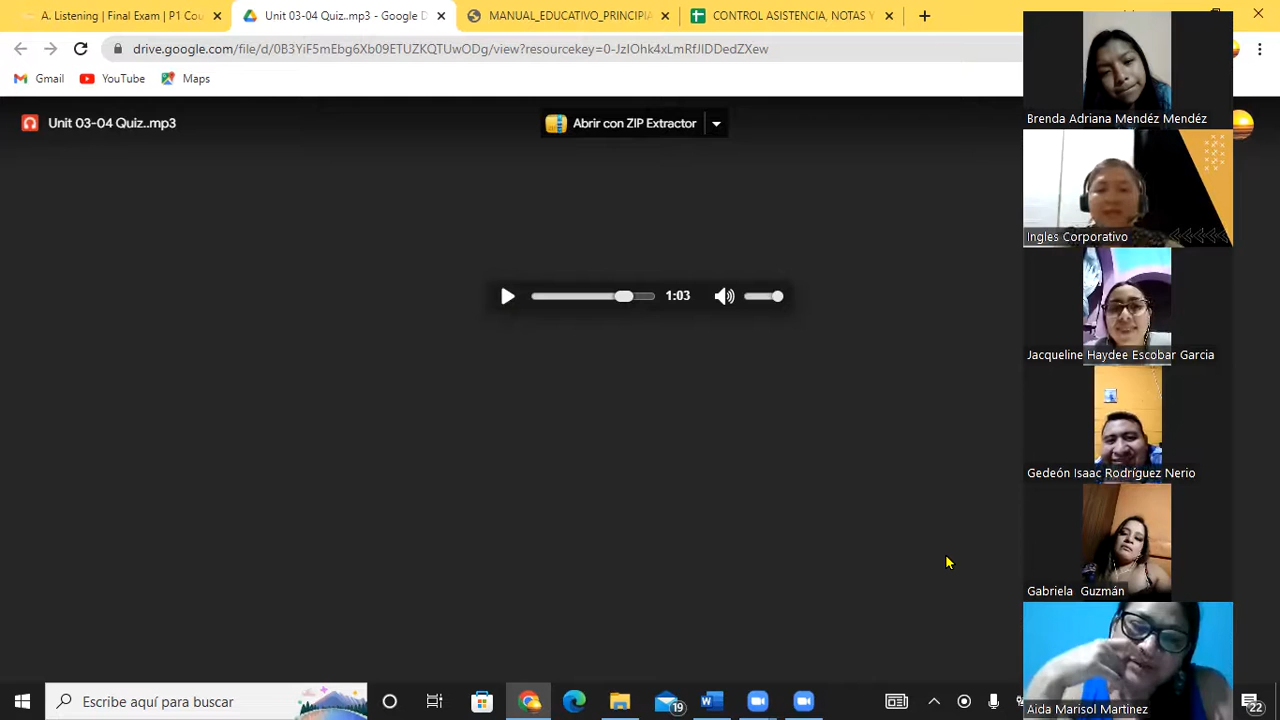 A. Listening | Final Exam | P1 Cou
Unit 03-04 Quiz..mp3 - Google D
MANUAL_EDUCATIVO_PRINCIPIA
CONTROL ASISTENCIA, NOTAS Y
drive.google.com/file/d/0B3YiF5mEbg6Xb09ETUZKQTUwODg/view?resourcekey=0-JzIOhk4xLmRfJIDDedZXew
Gmail
YouTube
Maps
Unit 03-04 Quiz..mp3
Abrir con ZIP Extractor
1:03
Brenda Adriana Mendéz Mendéz
Ingles Corporativo
Jacqueline Haydee Escobar Garcia
Gedeón Isaac Rodríguez Nerio
Gabriela Guzmán
Aida Marisol Martinez
Escribe aquí para buscar
19
22